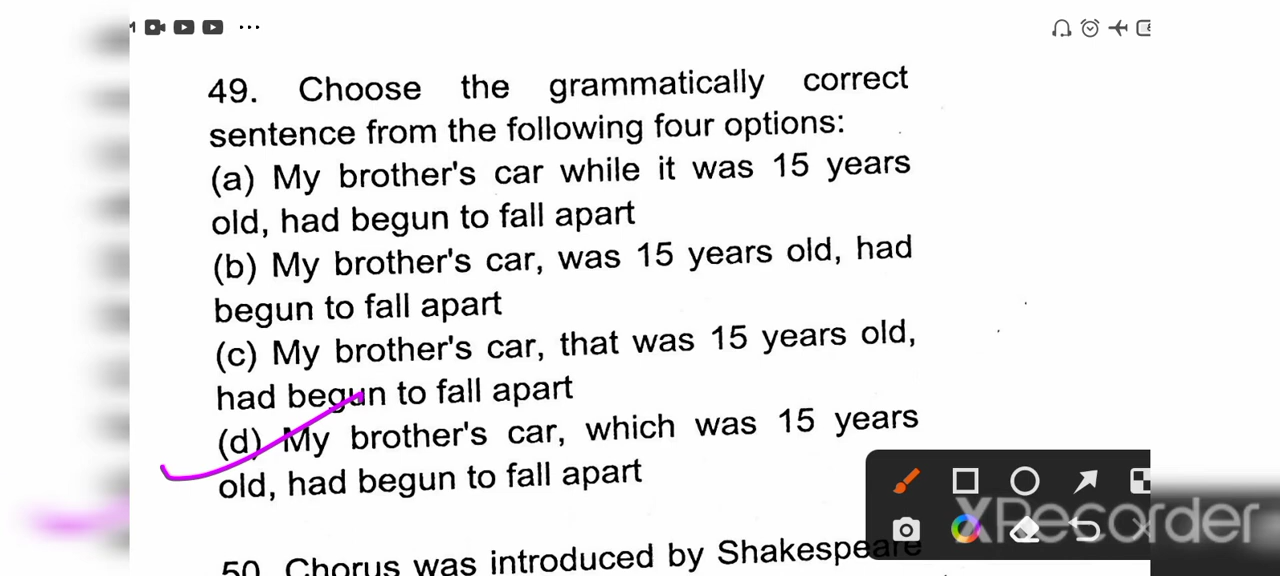 49. Choose the grammatically correct
sentence from the following four options:
(a) My brother's car while it was 15 years
old, had begun to fall apart
(b) My brother's car, was 15 years old, had
begun to fall apart
(c) My brother's car, that was 15 years old,
had begun to fall apart
(d) My brother's car, which was 15 years
old, had begun to fall apart
50. Chorus was introduced by Shakespeare
XRecorder